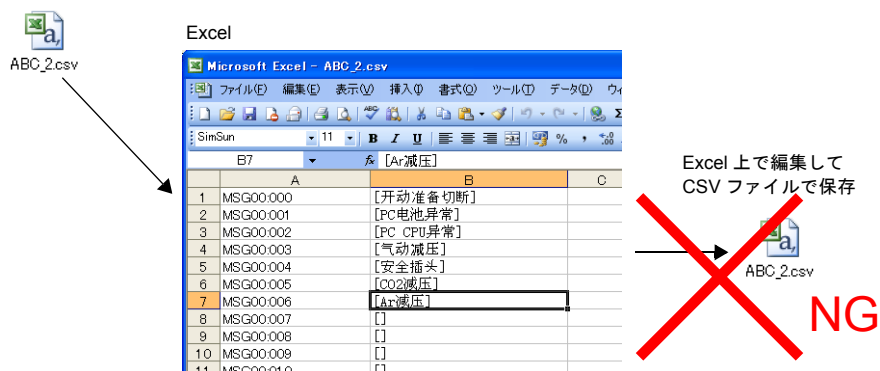 ABC_2.csv
Excel
Microsoft Excel - ABC_2.csv
ファイル(F) 編集(E) 表示(V) 挿入(I) 書式(O) ツール(T) データ(D)
SimSun 11 B I U % ,
B7 fx [Ar减压]
A B C
1 MSG00:000 [开动准备切断]
2 MSG00:001 [PC电池异常]
3 MSG00:002 [PC CPU异常]
4 MSG00:003 [气动减压]
5 MSG00:004 [安全插头]
6 MSG00:005 [CO2减压]
7 MSG00:006 [Ar减压]
8 MSG00:007 []
9 MSG00:008 []
10 MSG00:009 []
11 MSG00:010 []
Excel 上で編集して
CSV ファイルで保存
ABC_2.csv
NG